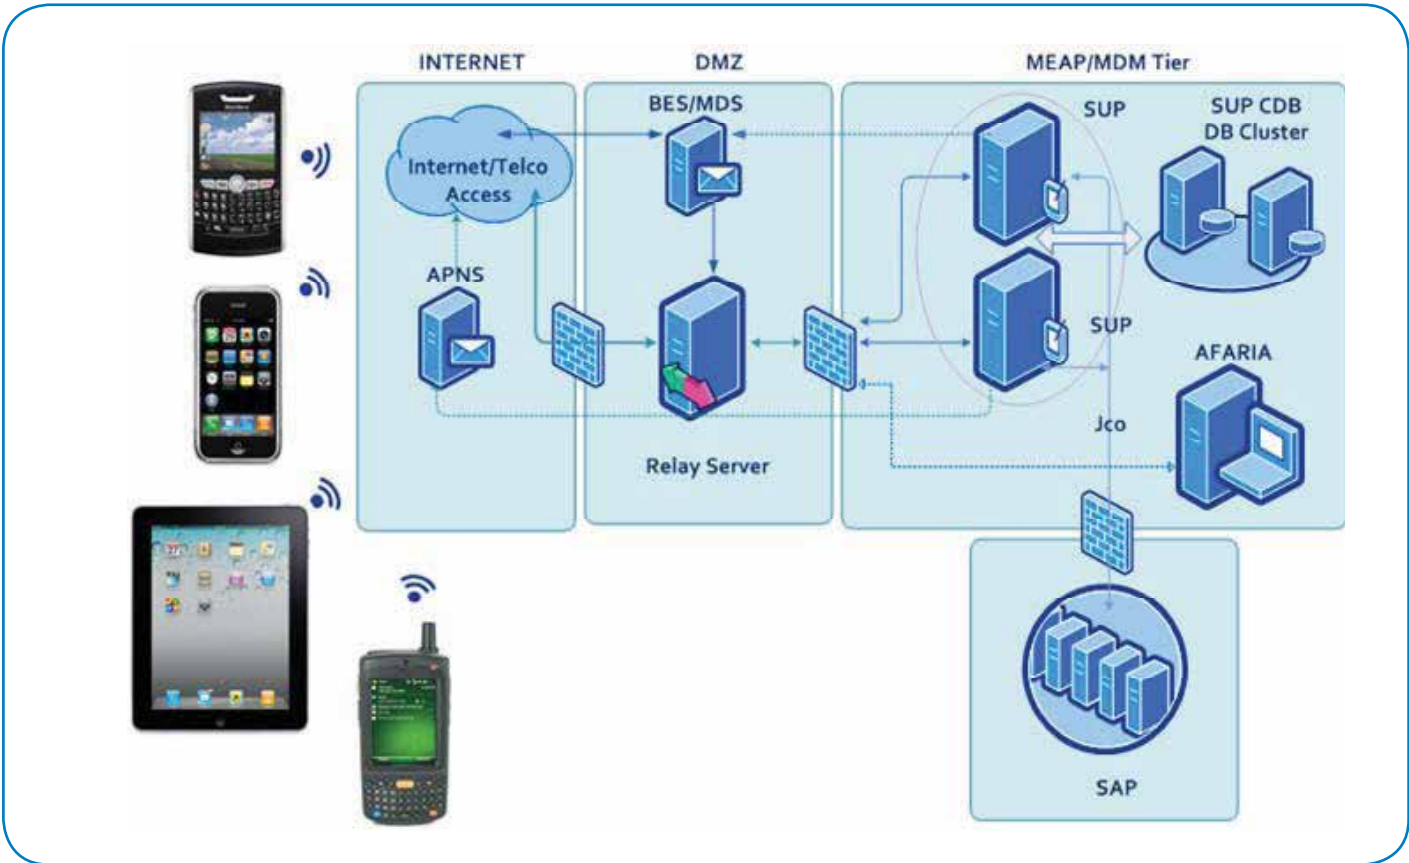 INTERNET
DMZ
MEAP/MDM Tier
BES/MDS
SUP
SUP CDB
DB Cluster
Internet/Telco
Access
APNS
SUP
AFARIA
Jco
Relay Server
SAP